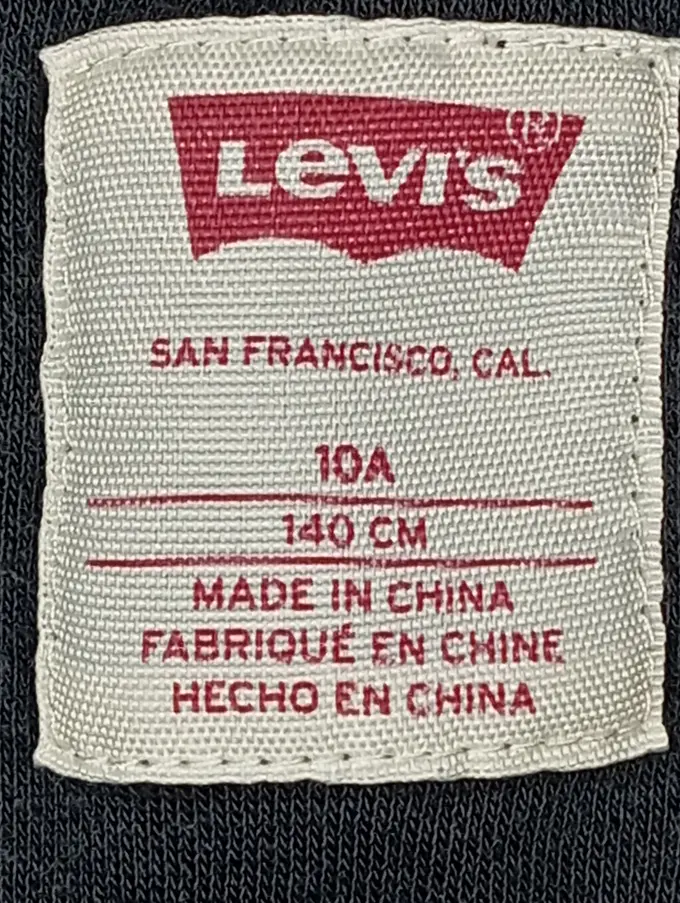 Levi's®
SAN FRANCISCO, CAL.
10A
140 CM
MADE IN CHINA
FABRIQUÉ EN CHINE
HECHO EN CHINA